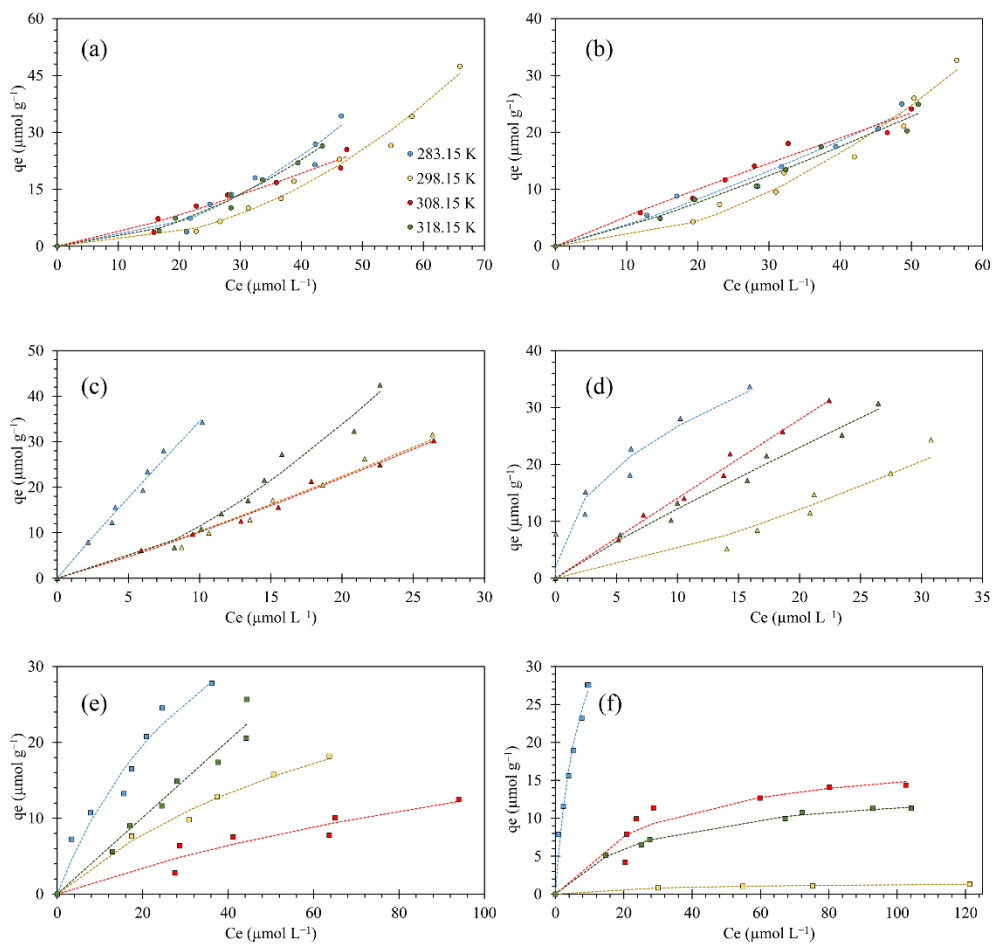 (a)
60
45
30
15
0
qe (µmol g⁻¹)
283.15 K
298.15 K
308.15 K
318.15 K
0 10 20 30 40 50 60 70
Ce (µmol L⁻¹)
(b)
40
30
20
10
0
qe (µmol g⁻¹)
0 10 20 30 40 50 60
Ce (µmol L⁻¹)
(c)
50
40
30
20
10
0
qe (µmol g⁻¹)
0 5 10 15 20 25 30
Ce (µmol L⁻¹)
(d)
40
30
20
10
0
qe (µmol g⁻¹)
0 5 10 15 20 25 30 35
Ce (µmol L⁻¹)
(e)
30
20
10
0
qe (µmol g⁻¹)
0 20 40 60 80 100
Ce (µmol L⁻¹)
(f)
30
25
20
15
10
5
0
qe (µmol g⁻¹)
0 20 40 60 80 100 120
Ce (µmol L⁻¹)